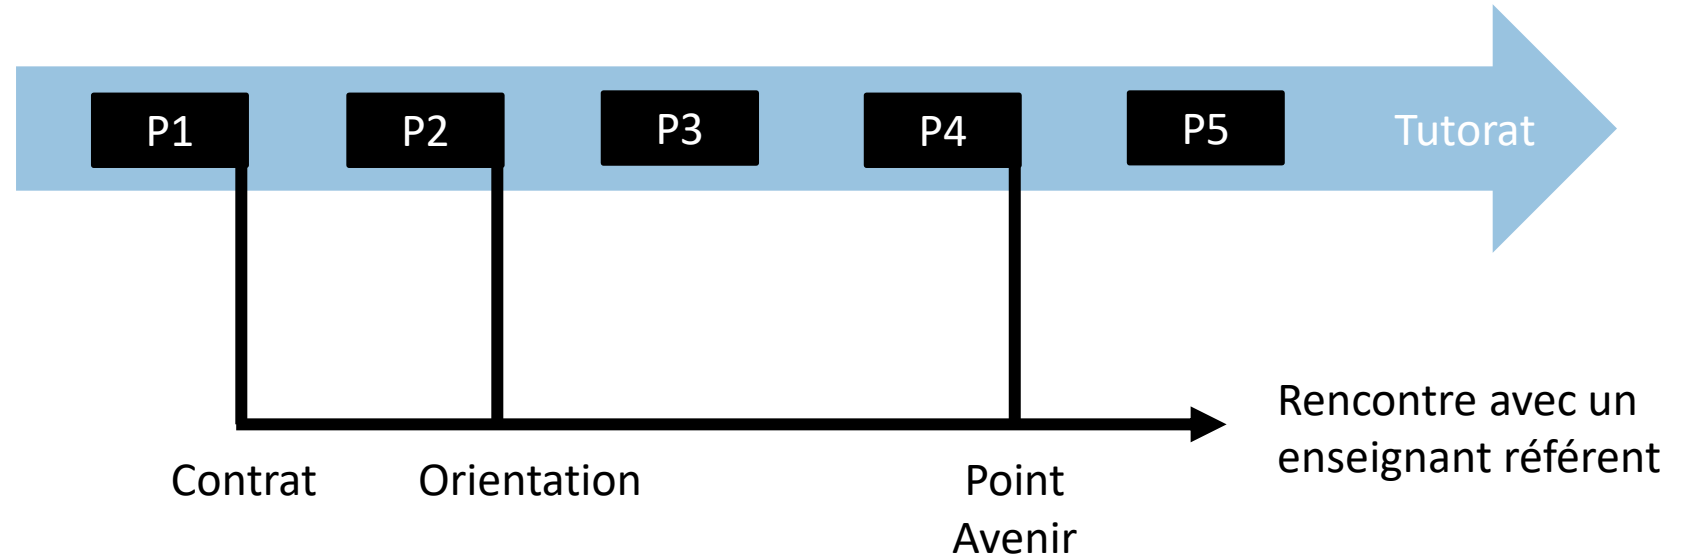 P1
P2
P3
P4
P5
Tutorat
Rencontre avec un
enseignant référent
Contrat
Orientation
Point
Avenir